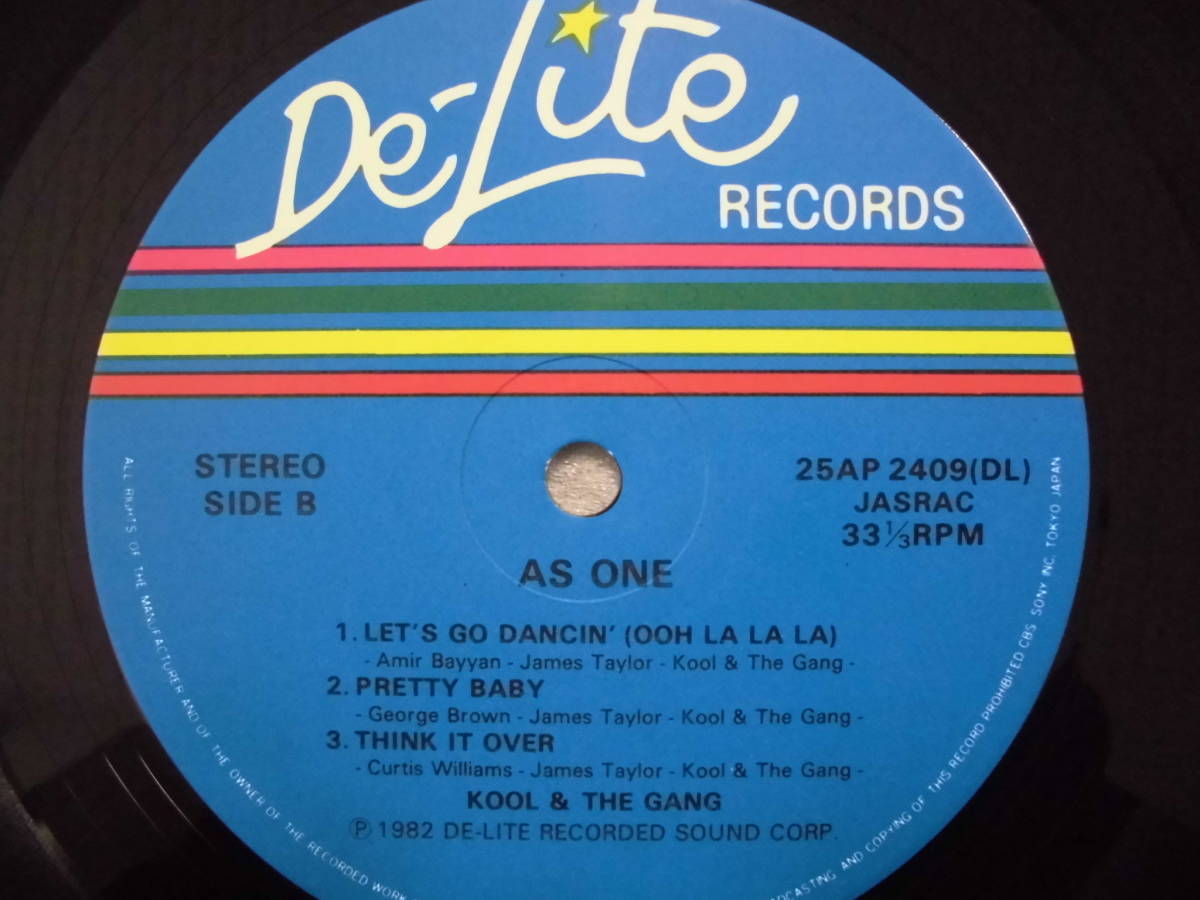 De-Lite
RECORDS
STEREO
SIDE B
25AP 2409(DL)
JASRAC
33 1/3 RPM
AS ONE
1. LET'S GO DANCIN' (OOH LA LA LA)
- Amir Bayyan - James Taylor - Kool & The Gang -
2. PRETTY BABY
- George Brown - James Taylor - Kool & The Gang -
3. THINK IT OVER
- Curtis Williams - James Taylor - Kool & The Gang -
KOOL & THE GANG
Ⓟ 1982 DE-LITE RECORDED SOUND CORP.
ALL RIGHTS OF THE MANUFACTURER AND OF THE OWNER OF THE RECORDED WORK
AND COPYING OF THIS RECORD PROHIBITED CBS SONY INC. TOKYO JAPAN